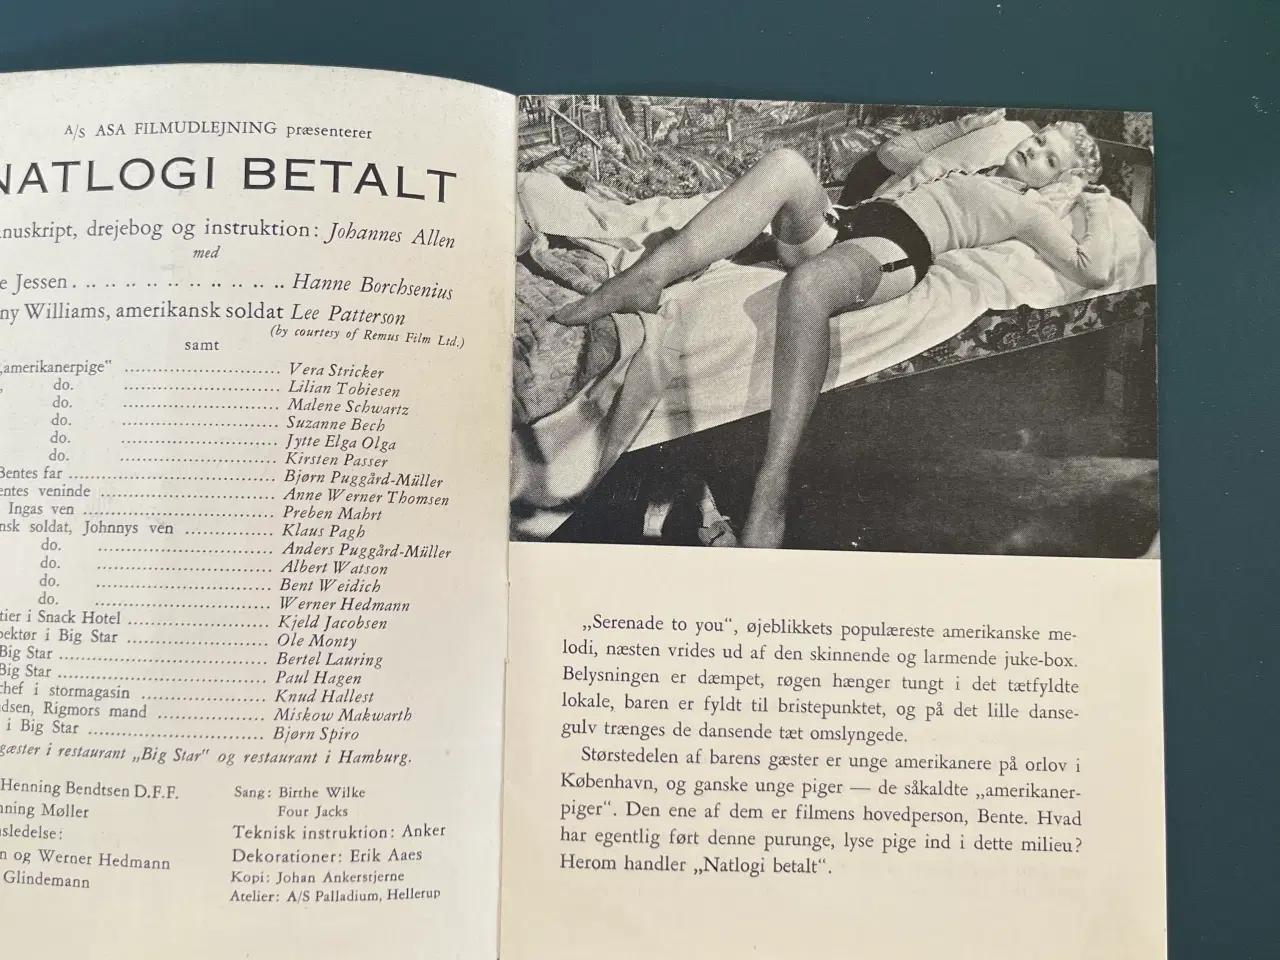 A/s ASA FILMUDLEJNING præsenterer
NATLOGI BETALT
nuskript, drejebog og instruktion: Johannes Allen
med
e Jessen . .. .. .. .. .. .. .. .. .. .. Hanne Borchsenius
ny Williams, amerikansk soldat Lee Patterson
(by courtesy of Remus Film Ltd.)
samt
„amerikanerpige“ .............................. Vera Stricker
„ do. .............................. Lilian Tobiesen
do. .............................. Malene Schwartz
do. .............................. Suzanne Bech
do. .............................. Jytte Elga Olga
do. .............................. Kirsten Passer
Bentes far .............................. Bjørn Puggård-Müller
entes veninde .............................. Anne Werner Thomsen
Ingas ven .............................. Preben Mahrt
nsk soldat, Johnnys ven ............... Klaus Pagh
do. .............................. Anders Puggård-Müller
do. .............................. Albert Watson
do. .............................. Bent Weidich
do. .............................. Werner Hedmann
tier i Snack Hotel ........................ Kjeld Jacobsen
pektør i Big Star ........................ Ole Monty
Big Star .............................. Bertel Lauring
Big Star .............................. Paul Hagen
chef i stormagasin ..................... Knud Hallest
dsen, Rigmors mand .................. Miskow Makwarth
i Big Star .............................. Bjørn Spiro
gæster i restaurant „Big Star“ og restaurant i Hamburg.
Henning Bendtsen D.F.F.
nning Møller
sledelse:
n og Werner Hedmann
Glindemann
Sang: Birthe Wilke
Four Jacks
Teknisk instruktion: Anker
Dekorationer: Erik Aaes
Kopi: Johan Ankerstjerne
Atelier: A/S Palladium, Hellerup
„Serenade to you“, øjeblikkets populæreste amerikanske me-
lodi, næsten vrides ud af den skinnende og larmende juke-box.
Belysningen er dæmpet, røgen hænger tungt i det tætfyldte
lokale, baren er fyldt til bristepunktet, og på det lille danse-
gulv trænges de dansende tæt omslyngede.
Størstedelen af barens gæster er unge amerikanere på orlov i
København, og ganske unge piger — de såkaldte „amerikaner-
piger“. Den ene af dem er filmens hovedperson, Bente. Hvad
har egentlig ført denne purunge, lyse pige ind i dette milieu?
Herom handler „Natlogi betalt“.